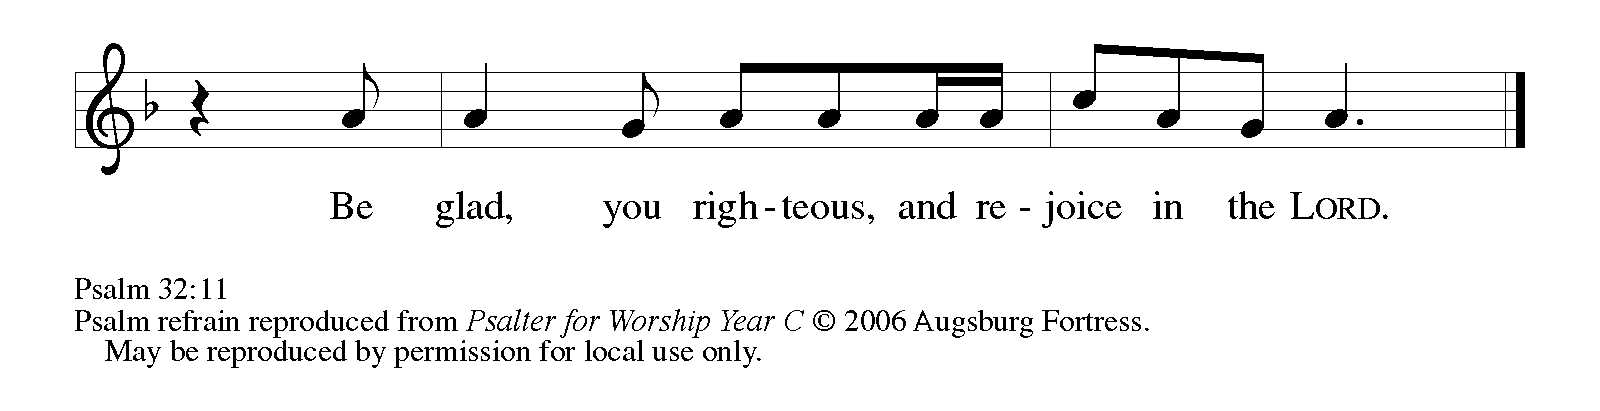 Be glad, you righ - teous, and re - joice in the LORD.
Psalm 32:11
Psalm refrain reproduced from Psalter for Worship Year C © 2006 Augsburg Fortress.
May be reproduced by permission for local use only.